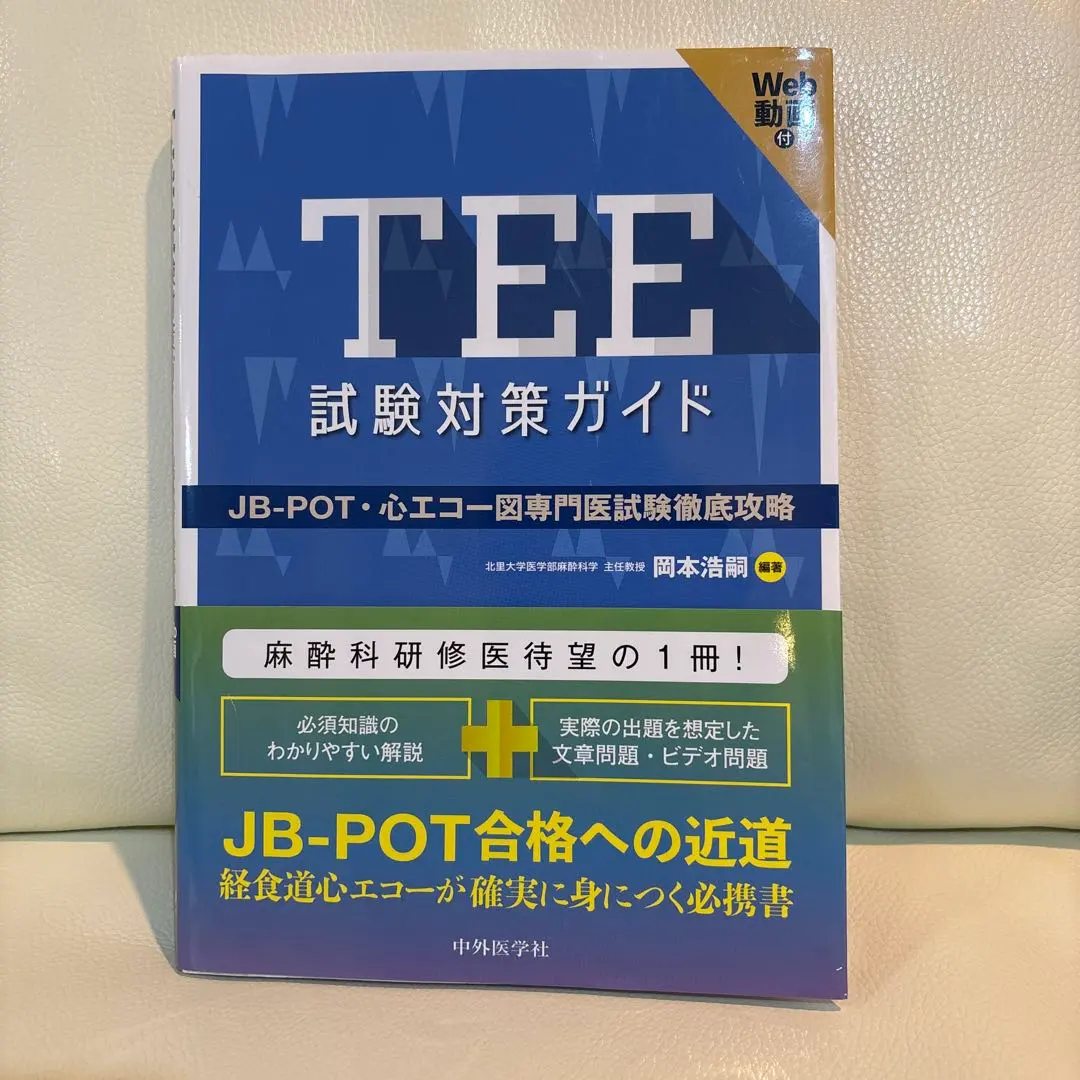 Web
動画
付
TEE
試験対策ガイド
JB-POT・心エコー図専門医試験徹底攻略
北里大学医学部麻酔科学 主任教授 岡本浩嗣 編著
麻酔科研修医待望の1冊!
必須知識の
わかりやすい解説
実際の出題を想定した
文章問題・ビデオ問題
JB-POT合格への近道
経食道心エコーが確実に身につく必携書
中外医学社